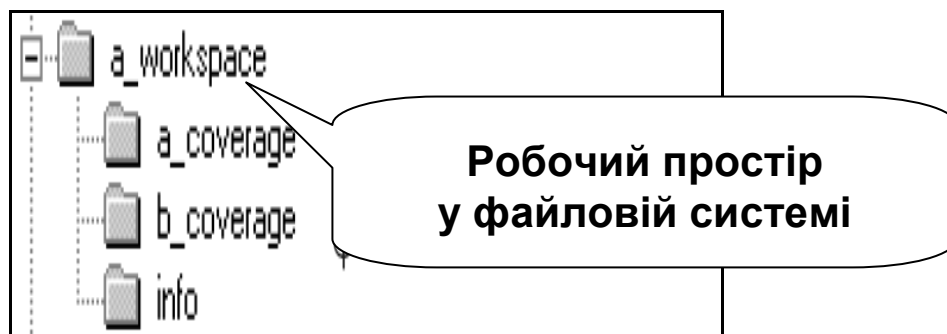 a_workspace
a_coverage
b_coverage
info
Робочий простір
у файловій системі